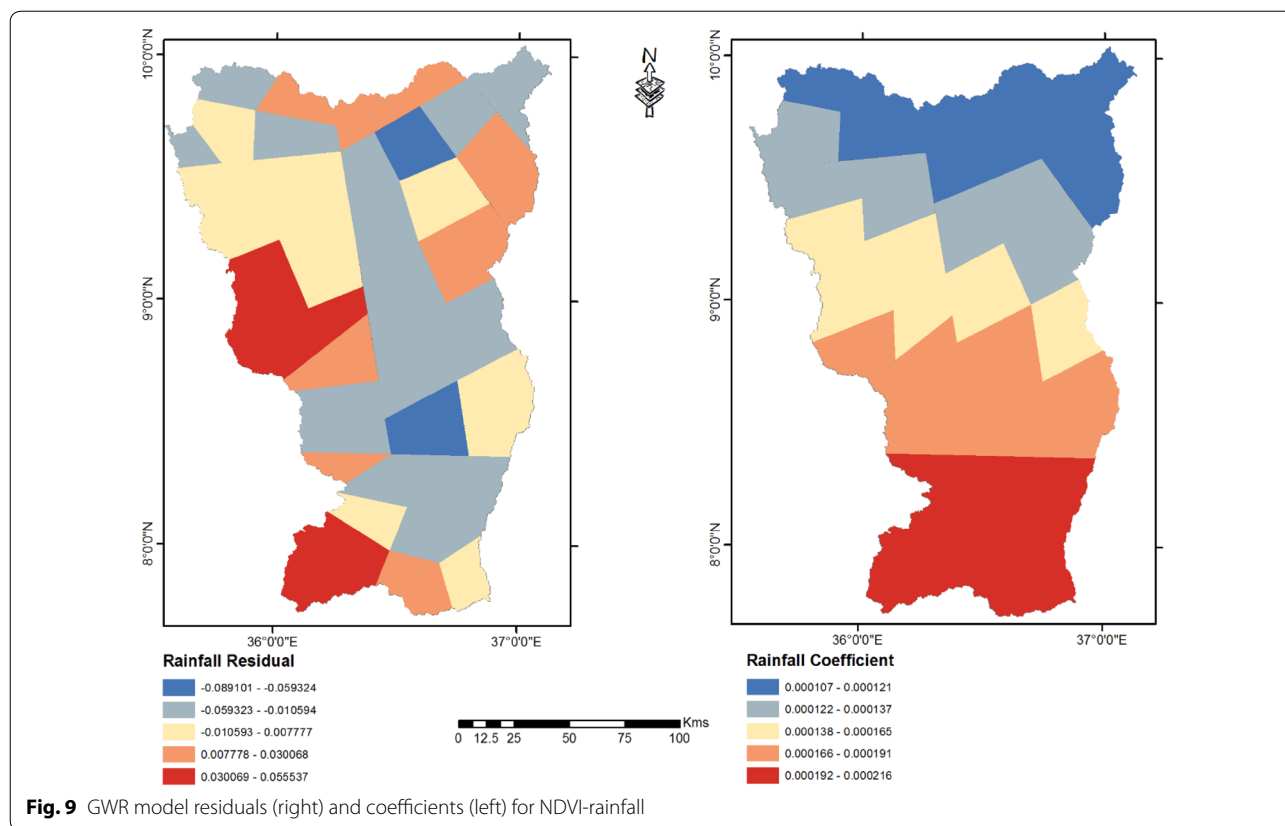 N
10°0'0"N
9°0'0"N
8°0'0"N
36°0'0"E
37°0'0"E
10°0'0"N
9°0'0"N
8°0'0"N
36°0'0"E
37°0'0"E
Rainfall Residual
-0.089101 - -0.059324
-0.059323 - -0.010594
-0.010593 - 0.007777
0.007778 - 0.030068
0.030069 - 0.055537
Kms
0 12.5 25 50 75 100
Rainfall Coefficient
0.000107 - 0.000121
0.000122 - 0.000137
0.000138 - 0.000165
0.000166 - 0.000191
0.000192 - 0.000216
Fig. 9 GWR model residuals (right) and coefficients (left) for NDVI-rainfall